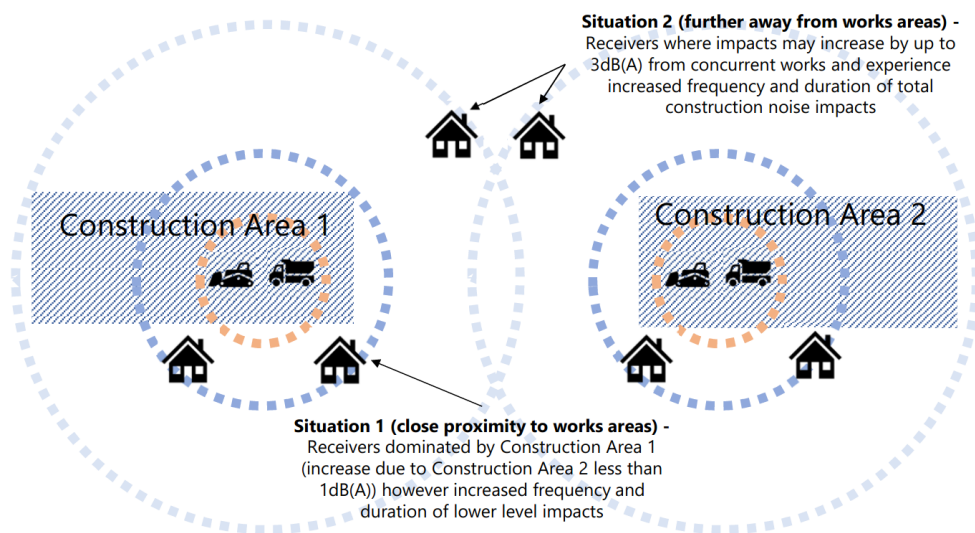 Situation 2 (further away from works areas) -
Receivers where impacts may increase by up to
3dB(A) from concurrent works and experience
increased frequency and duration of total
construction noise impacts
Construction Area 1
Construction Area 2
Situation 1 (close proximity to works areas) -
Receivers dominated by Construction Area 1
(increase due to Construction Area 2 less than
1dB(A)) however increased frequency and
duration of lower level impacts